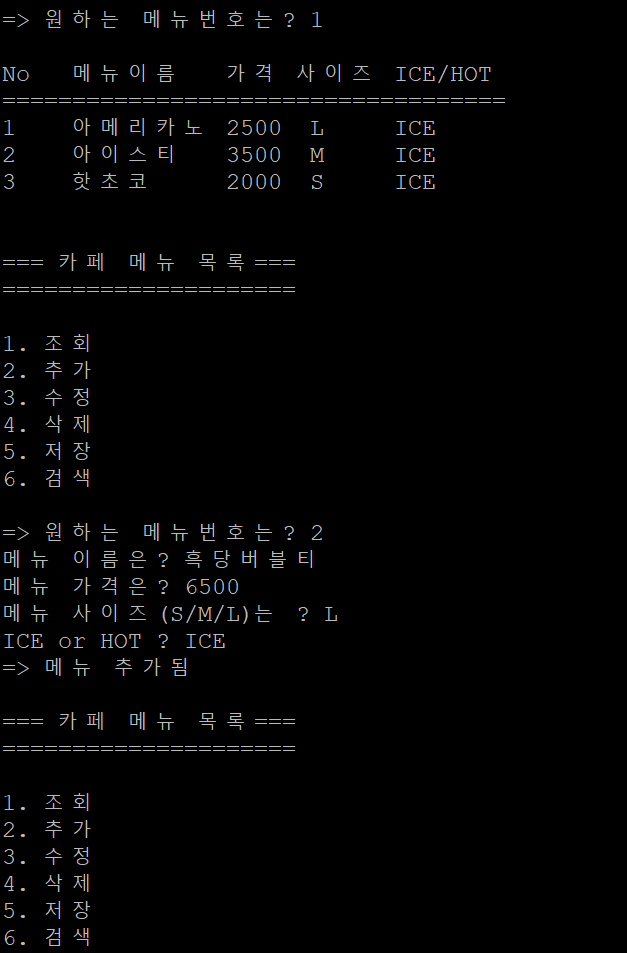 => 원하는 메뉴번호는? 1
No 메뉴이름 가격 사이즈 ICE/HOT
====================================
1 아메리카노 2500 L ICE
2 아이스티 3500 M ICE
3 핫초코 2000 S ICE
=== 카페 메뉴 목록 ===
=====================
1. 조회
2. 추가
3. 수정
4. 삭제
5. 저장
6. 검색
=> 원하는 메뉴번호는? 2
메뉴 이름은? 흑당버블티
메뉴 가격은? 6500
메뉴 사이즈(S/M/L)는 ? L
ICE or HOT ? ICE
=> 메뉴 추가됨
=== 카페 메뉴 목록 ===
=====================
1. 조회
2. 추가
3. 수정
4. 삭제
5. 저장
6. 검색